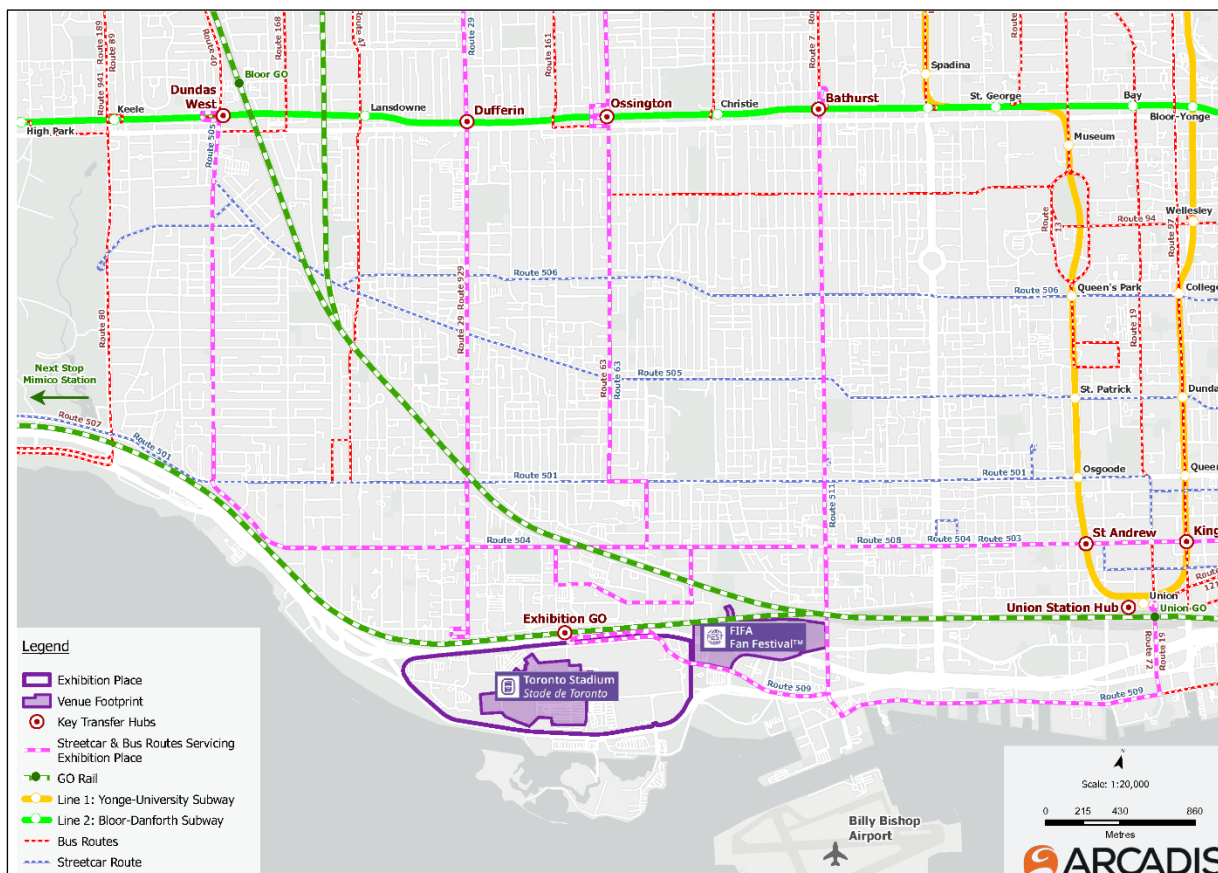 Route 941
Route 189
Route 89
Route 40
Route 168
Route 47
Route 29
Route 161
Route 7
Bloor GO
Spadina
Dundas
West
Keele
Lansdowne
Dufferin
Ossington
Christie
Bathurst
St. George
Bay
High Park
Bloor-Yonge
Route 505
Museum
Wellesley
Route
13
Route 94
Route 97
Route 506
Queen's Park
Route 506
College
Route 929
Route 29
Route 80
Route 19
Next Stop
Mimico Station
Route 63
Route 63
Route 505
St. Patrick
Dunda
Route 507
Route 501
Route 501
Route 501
Osgoode
Queen
Route 511
Route 504
Route 508
Route 504
Route 503
St Andrew
King
Route
121
Union
Union Station Hub
Union GO
Exhibition GO
FIFA
Fan Festival™
Toronto Stadium
Stade de Toronto
Route 509
Route 509
Route 72
Route 19
Legend
Exhibition Place
Venue Footprint
Key Transfer Hubs
Streetcar & Bus Routes Servicing
Exhibition Place
GO Rail
Line 1: Yonge-University Subway
Line 2: Bloor-Danforth Subway
Bus Routes
Streetcar Route
Billy Bishop
Airport
N
Scale: 1:20,000
0 215 430 860
Metres
ARCADIS